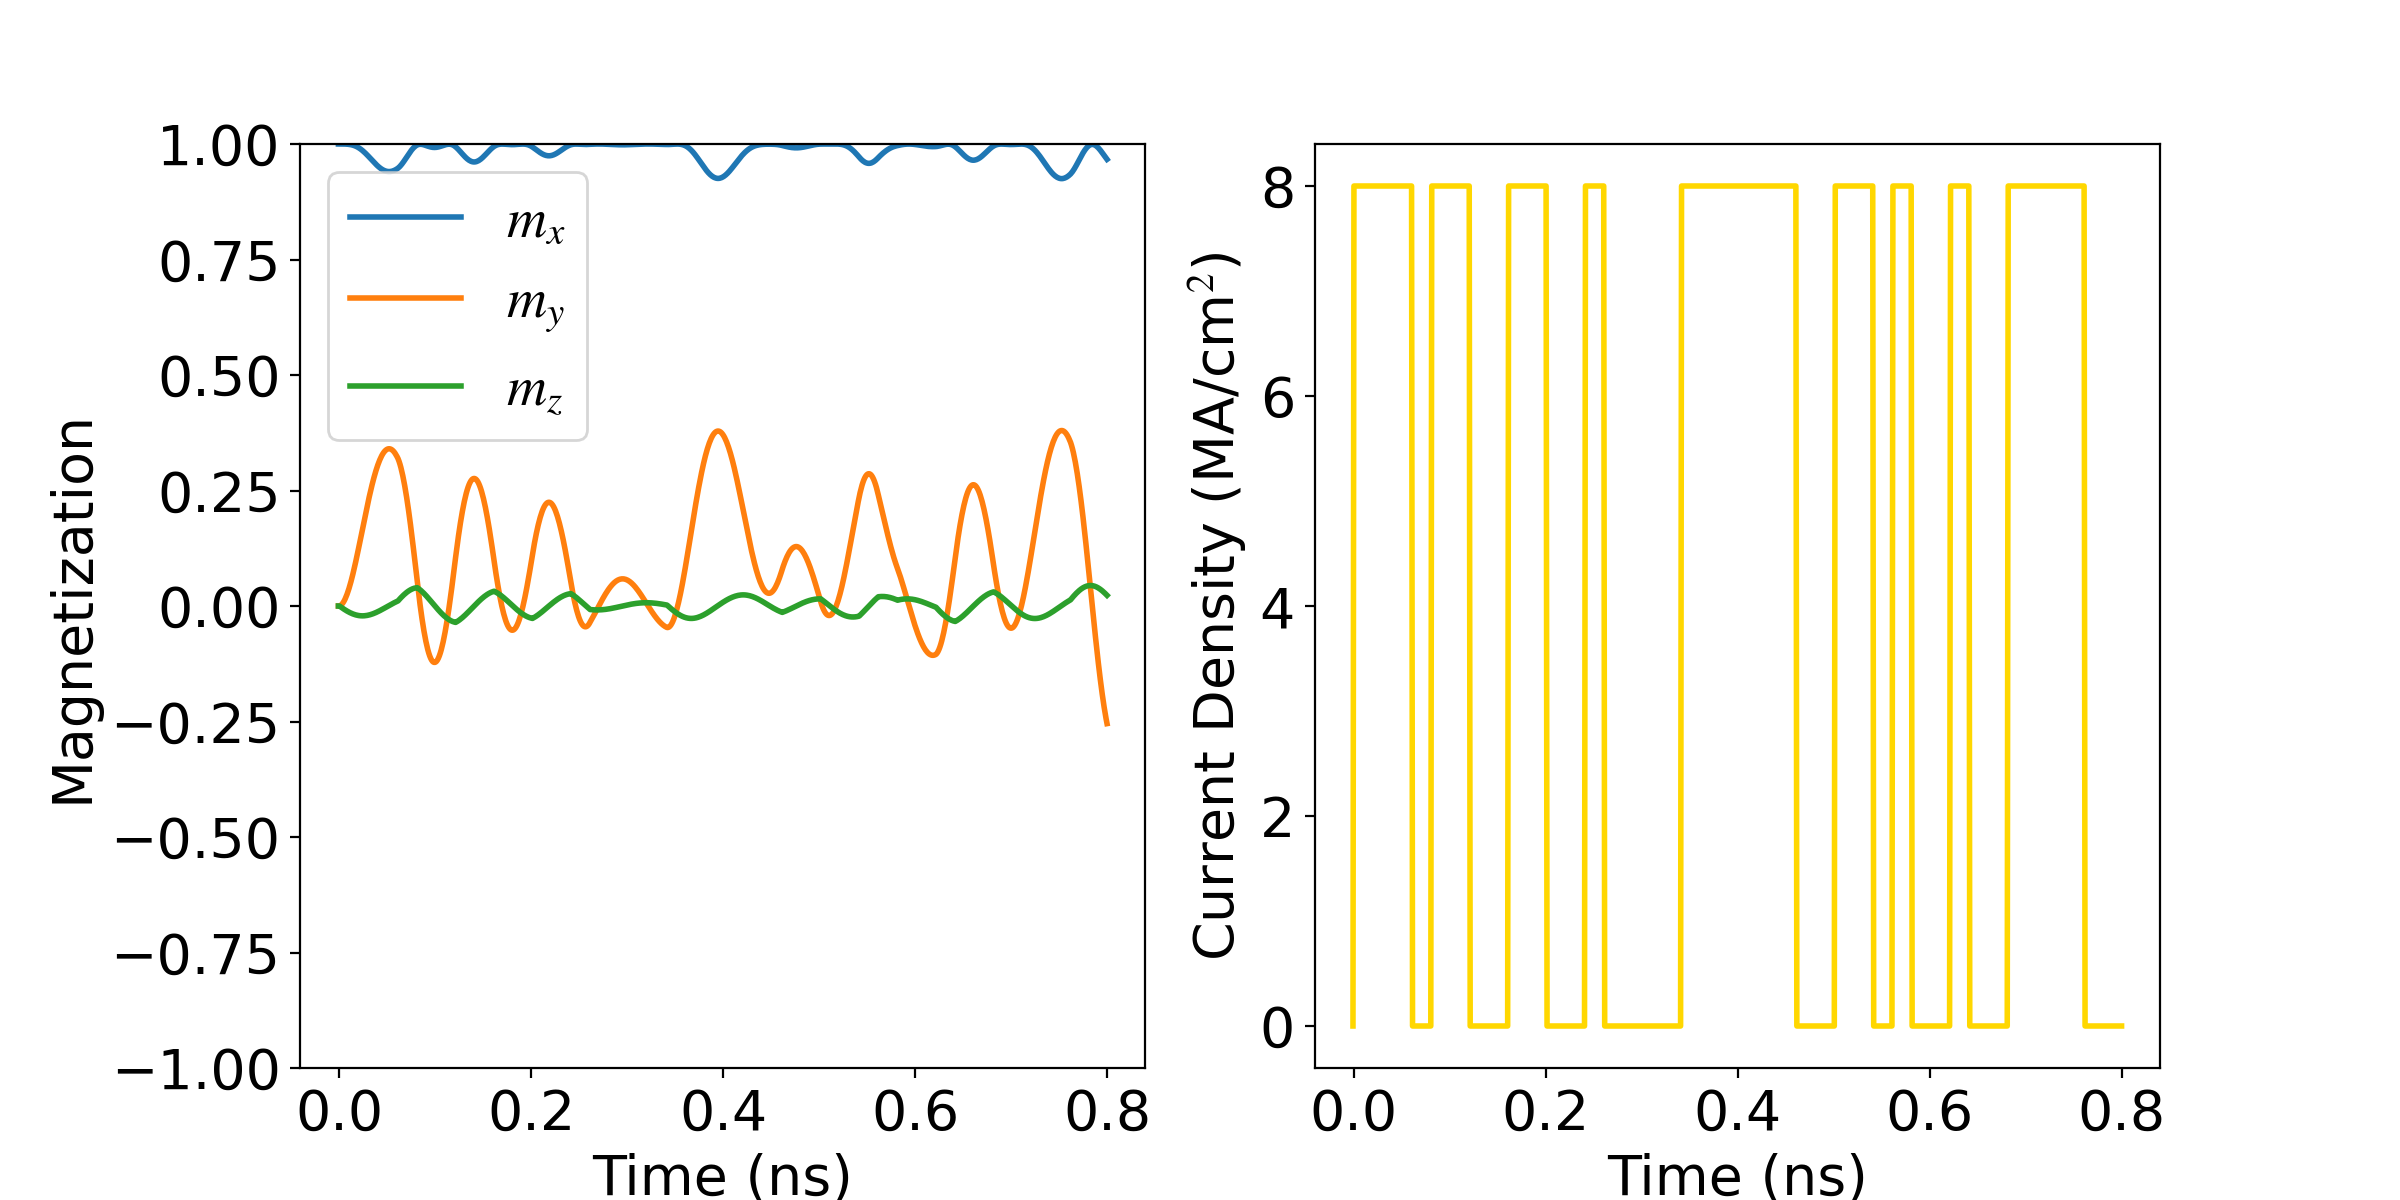 Magnetization
1.00
0.75
0.50
0.25
0.00
−0.25
−0.50
−0.75
−1.00
m_x
m_y
m_z
0.0 0.2 0.4 0.6 0.8
Time (ns)
Current Density (MA/cm²)
8
6
4
2
0
0.0 0.2 0.4 0.6 0.8
Time (ns)